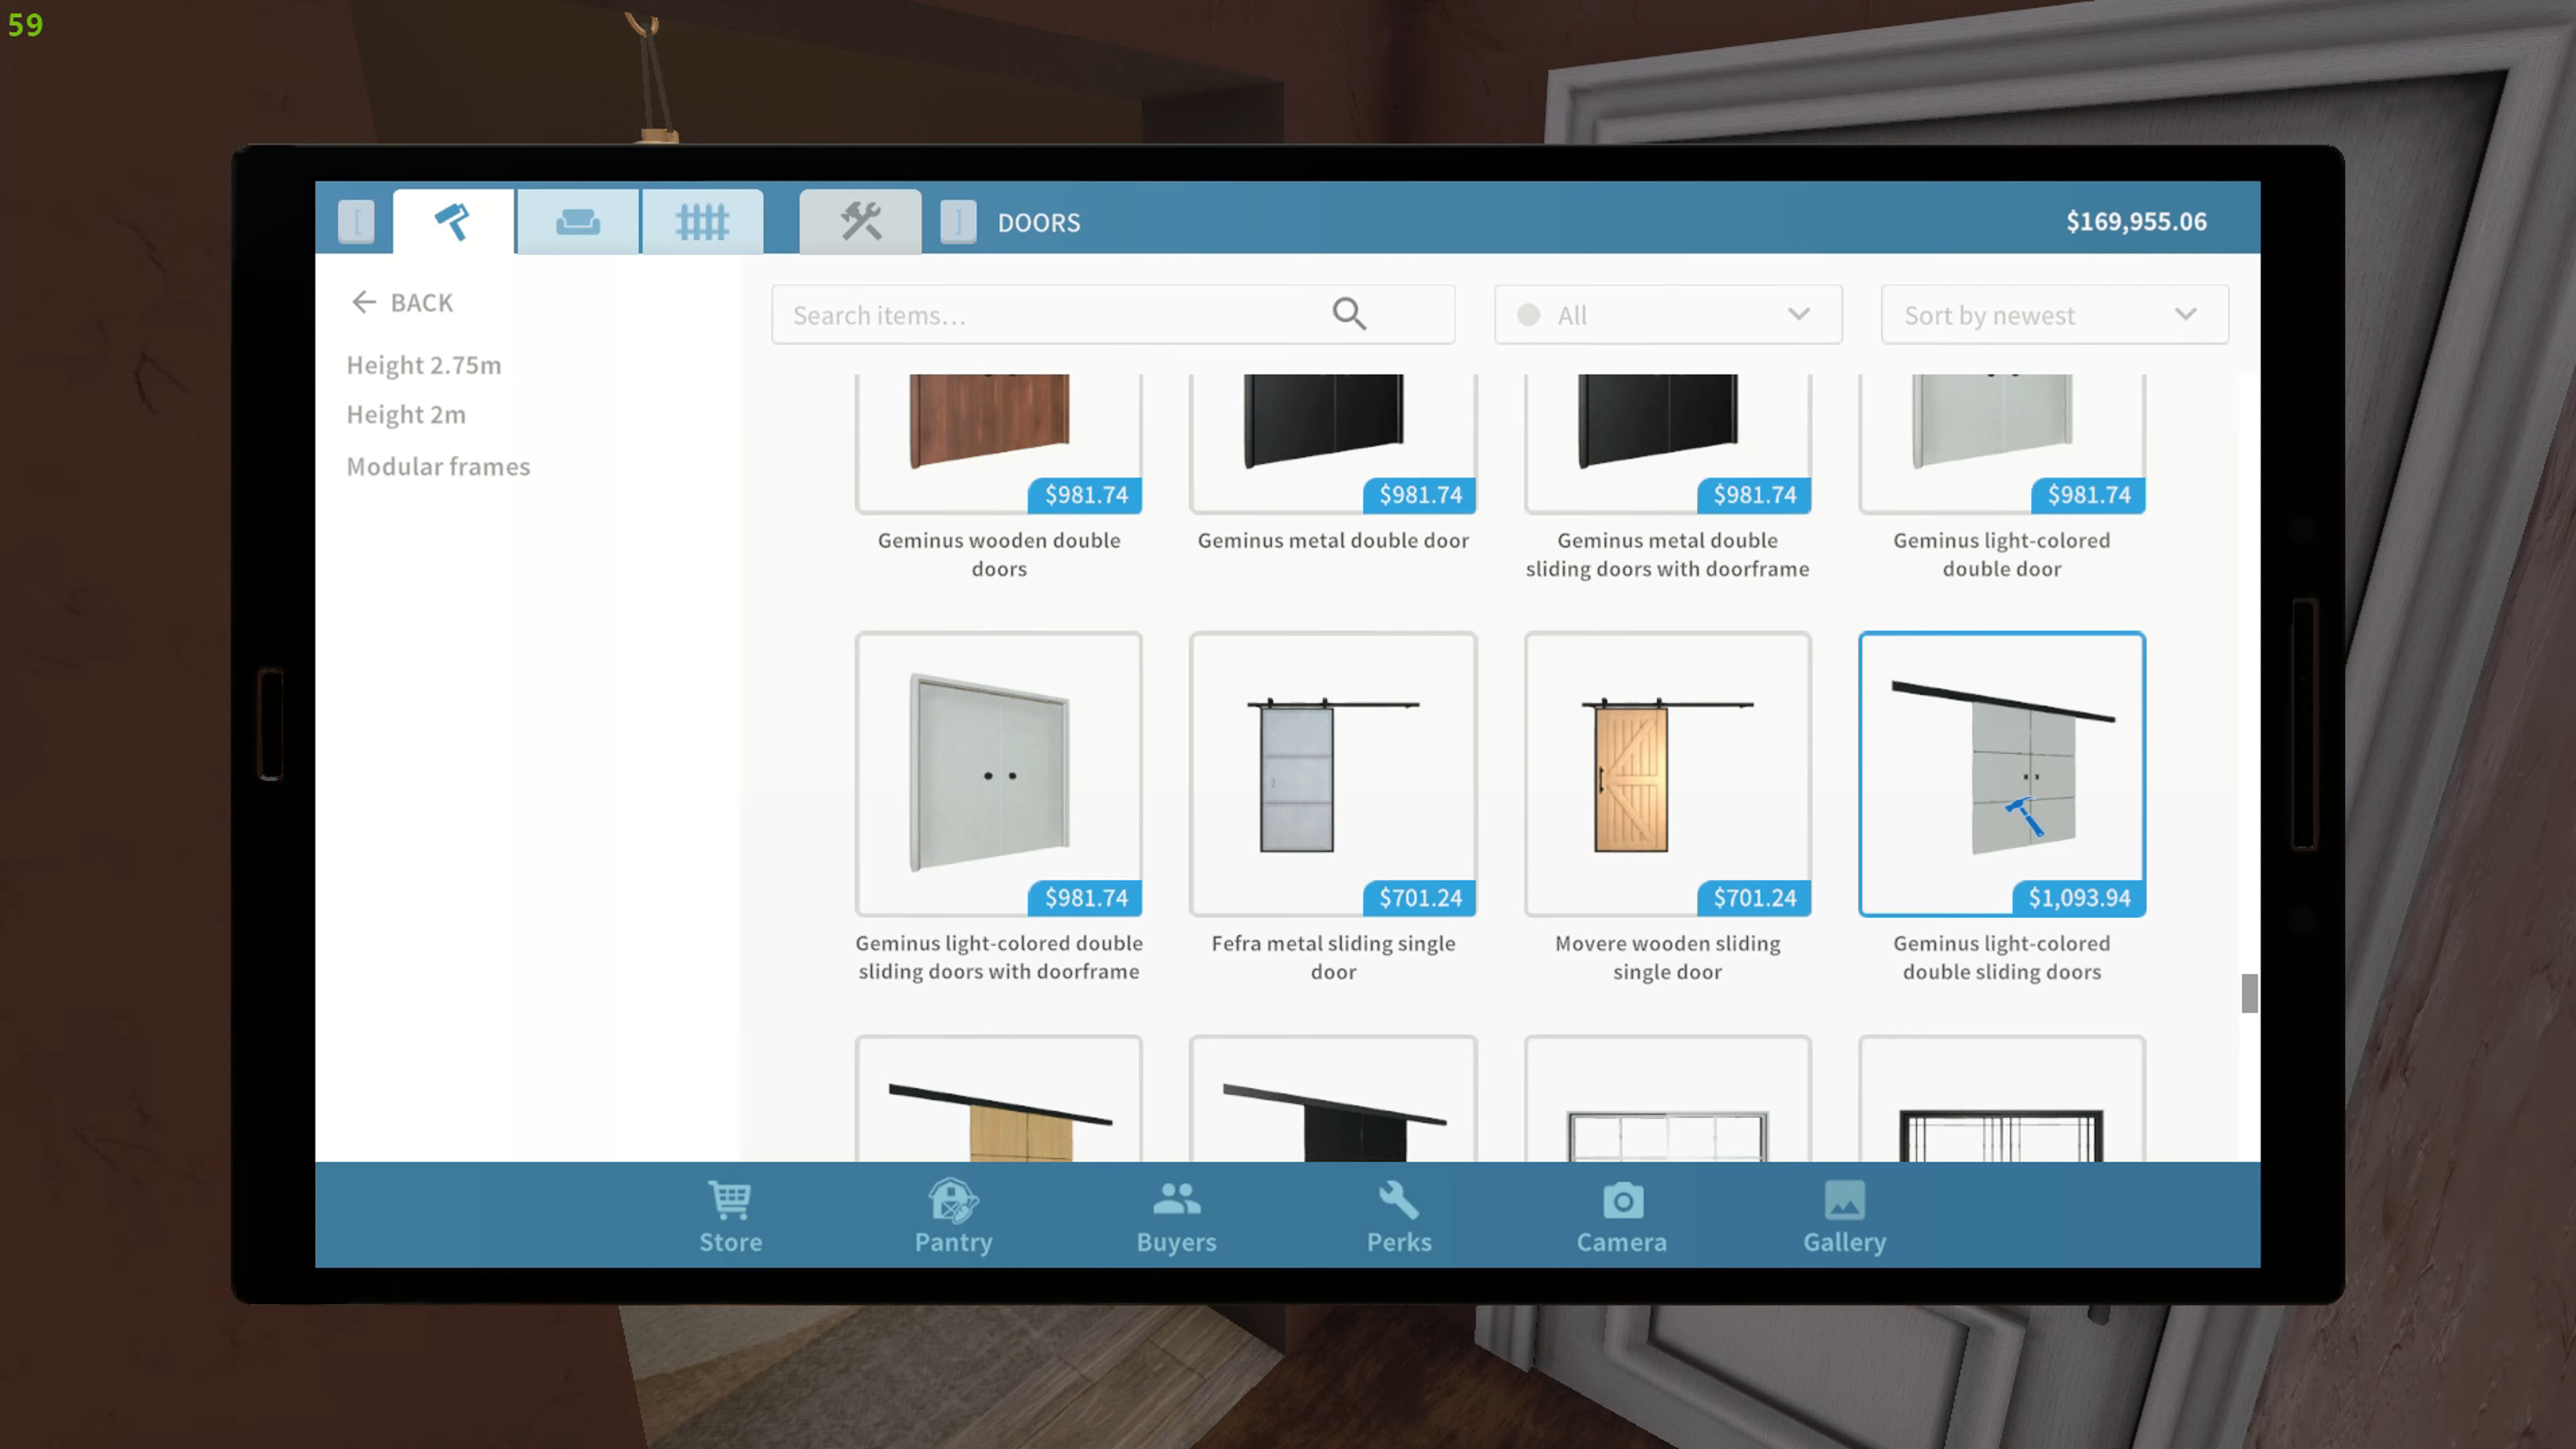 59
[
]
DOORS
$169,955.06
BACK
Search items...
All
Sort by newest
Height 2.75m
Height 2m
Modular frames
$981.74
$981.74
$981.74
$981.74
Geminus wooden double
doors
Geminus metal double door
Geminus metal double
sliding doors with doorframe
Geminus light-colored
double door
$981.74
$701.24
$701.24
$1,093.94
Geminus light-colored double
sliding doors with doorframe
Fefra metal sliding single
door
Movere wooden sliding
single door
Geminus light-colored
double sliding doors
Store
Pantry
Buyers
Perks
Camera
Gallery